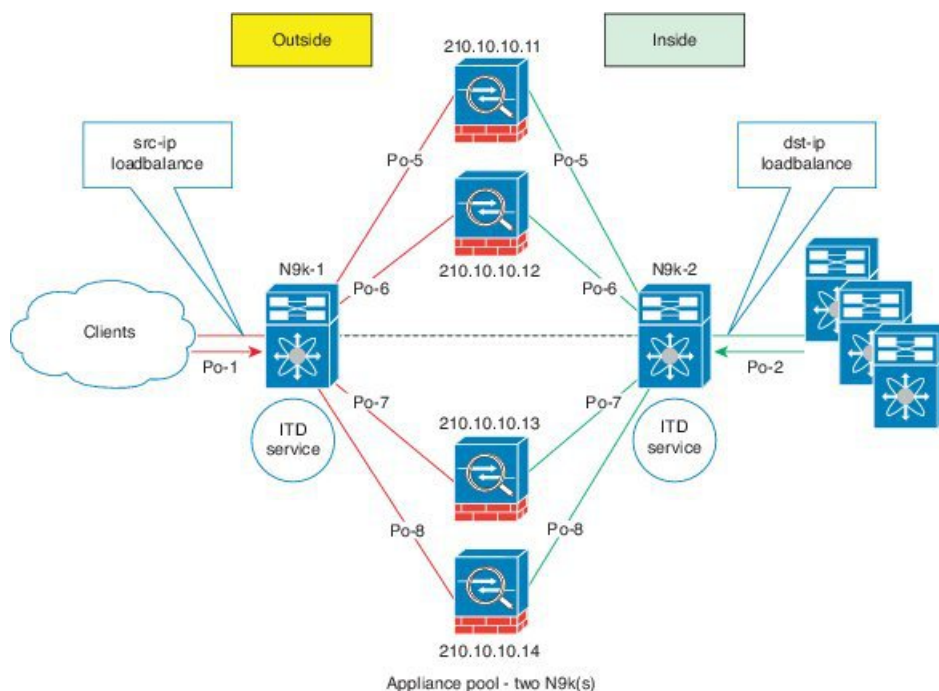 Outside
210.10.10.11
Inside
src-ip
loadbalance
dst-ip
loadbalance
Po-5
Po-5
N9k-1
210.10.10.12
N9k-2
Po-6
Po-6
Clients
Po-1
Po-2
Po-7
Po-7
ITD
service
210.10.10.13
ITD
service
Po-8
Po-8
210.10.10.14
Appliance pool - two N9k(s)